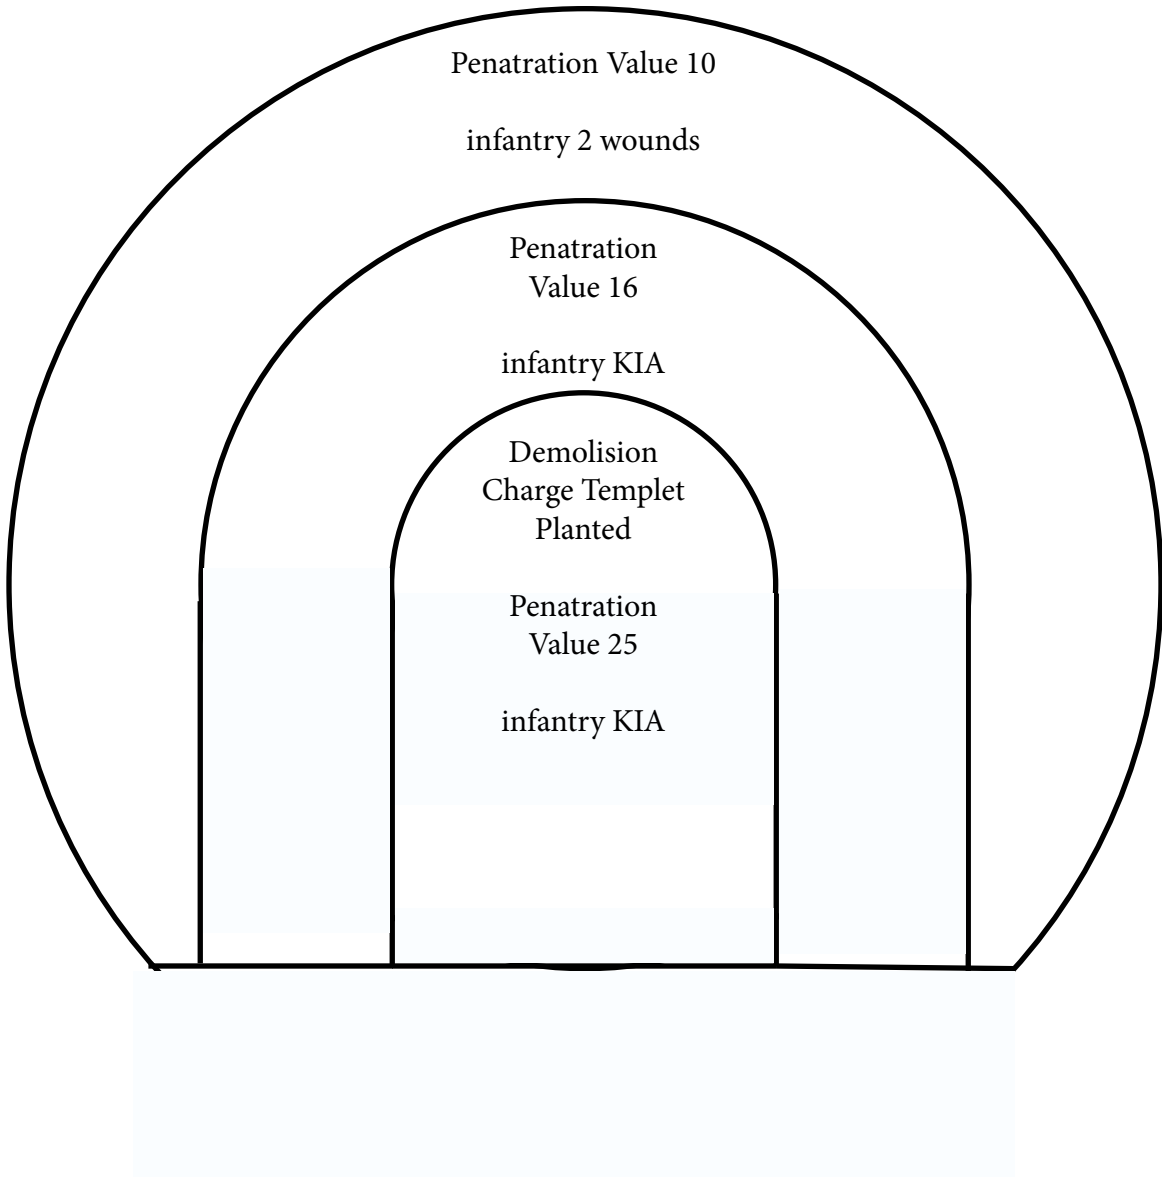 Penatration Value 10
infantry 2 wounds
Penatration
Value 16
infantry KIA
Demolision
Charge Templet
Planted
Penatration
Value 25
infantry KIA